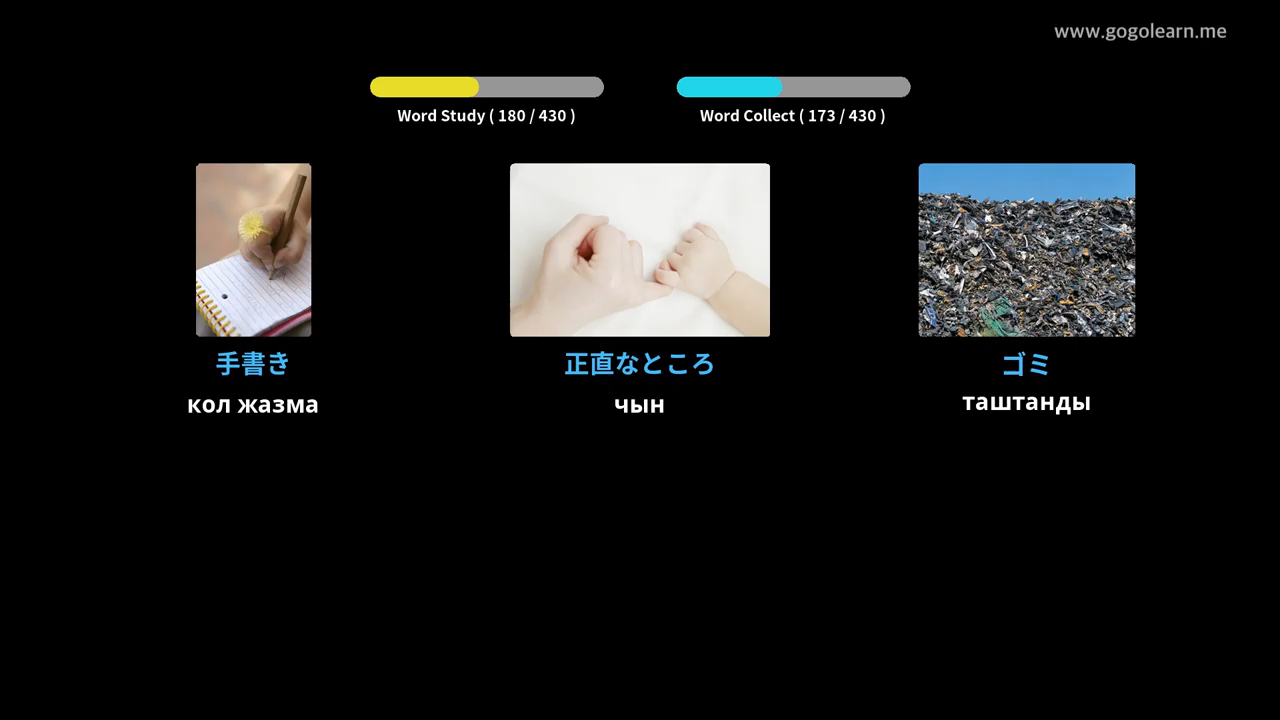 www.gogolearn.me
Word Study ( 180 / 430 )
Word Collect ( 173 / 430 )
手書き
кол жазма
正直なところ
чын
ゴミ
таштанды